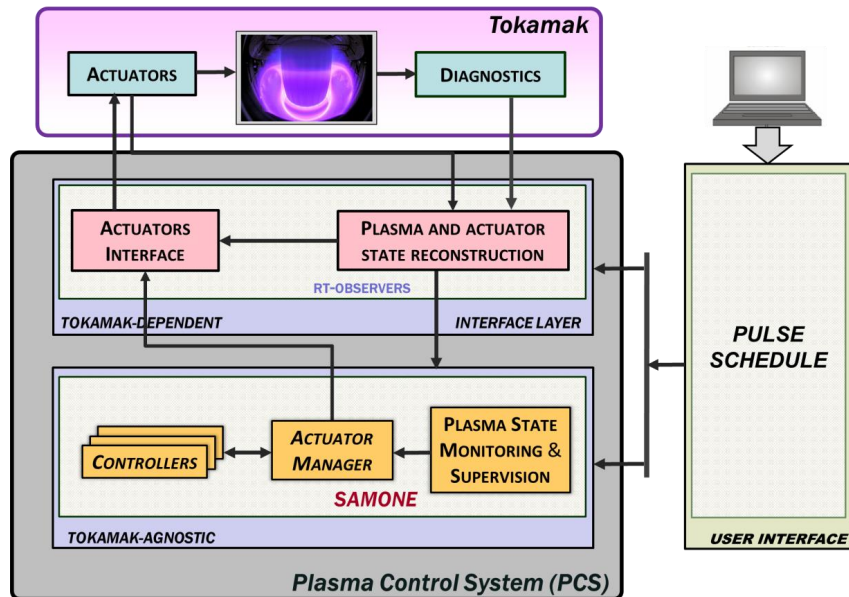 Tokamak
ACTUATORS
DIAGNOSTICS
ACTUATORS
INTERFACE
PLASMA AND ACTUATOR
STATE RECONSTRUCTION
RT-OBSERVERS
TOKAMAK-DEPENDENT
INTERFACE LAYER
CONTROLLERS
ACTUATOR
MANAGER
PLASMA STATE
MONITORING &
SUPERVISION
SAMONE
TOKAMAK-AGNOSTIC
Plasma Control System (PCS)
PULSE
SCHEDULE
USER INTERFACE